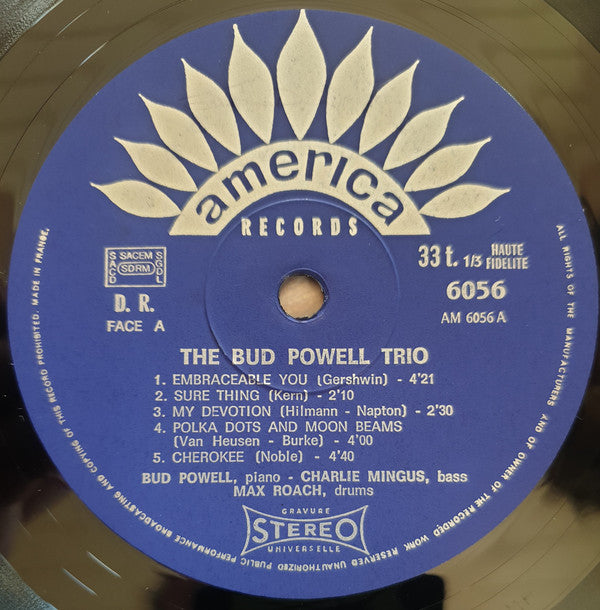 america
RECORDS
SACD SACEM SDRM SGDL
D. R.
FACE A
33 t. 1/3 HAUTE FIDELITE
6056
AM 6056 A
THE BUD POWELL TRIO
1. EMBRACEABLE YOU (Gershwin) - 4'21
2. SURE THING (Kern) - 2'10
3. MY DEVOTION (Hilmann - Napton) - 2'30
4. POLKA DOTS AND MOON BEAMS
(Van Heusen - Burke) - 4'00
5. CHEROKEE (Noble) - 4'40
BUD POWELL, piano - CHARLIE MINGUS, bass
MAX ROACH, drums
GRAVURE
STEREO
UNIVERSELLE
ALL RIGHTS OF THE MANUFACTURERS AND OF OWNER OF THE RECORDED WORK RESERVED UNAUTHORIZED PUBLIC PERFORMANCE BROADCASTING AND COPYING OF THIS RECORD PROHIBITED. MADE IN FRANCE.